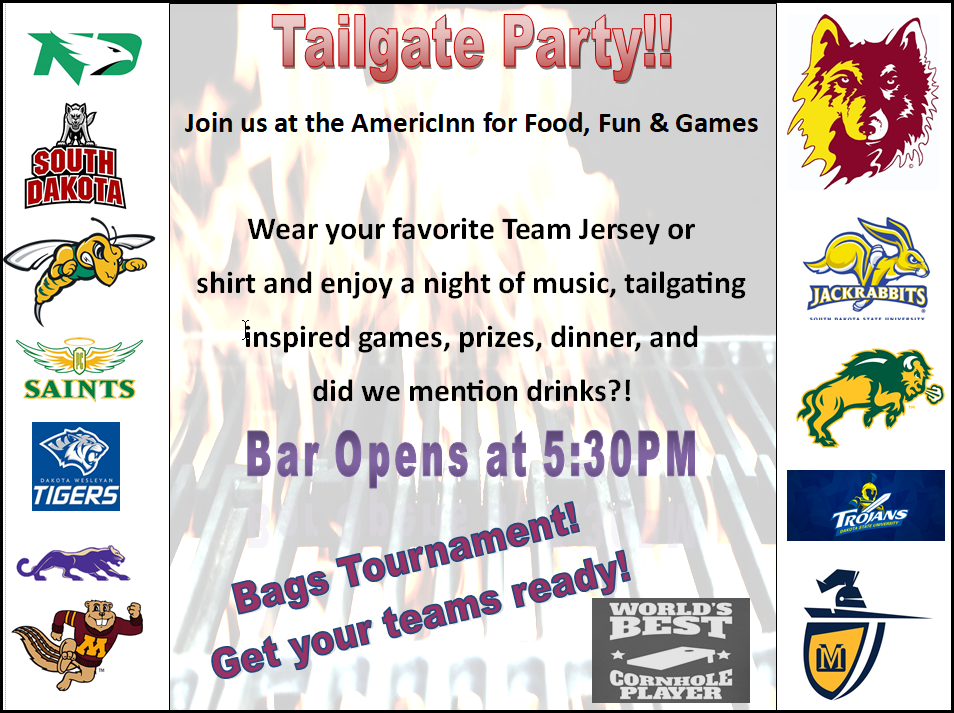 Tailgate Party!!
Join us at the AmericInn for Food, Fun & Games
Wear your favorite Team Jersey or
shirt and enjoy a night of music, tailgating
inspired games, prizes, dinner, and
did we mention drinks?!
Bar Opens at 5:30PM
Bags Tournament!
Get your teams ready!
WORLD'S
BEST
CORNHOLE
PLAYER
ND
SOUTH
DAKOTA
PS
SAINTS
DAKOTA WESLEYAN
TIGERS
M
JACKRABBITS
SOUTH DAKOTA STATE UNIVERSITY
TROJANS
DAKOTA STATE UNIVERSITY
M